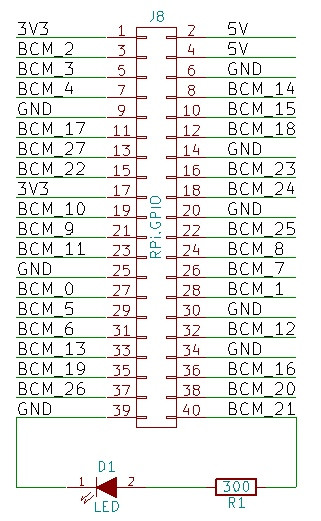 J8
3V3 1 2 5V
BCM_2 3 4 5V
BCM_3 5 6 GND
BCM_4 7 8 BCM_14
GND 9 10 BCM_15
BCM_17 11 12 BCM_18
BCM_27 13 14 GND
BCM_22 15 16 BCM_23
3V3 17 18 BCM_24
BCM_10 19 20 GND
BCM_9 21 22 BCM_25
BCM_11 23 24 BCM_8
GND 25 26 BCM_7
BCM_0 27 28 BCM_1
BCM_5 29 30 GND
BCM_6 31 32 BCM_12
BCM_13 33 34 GND
BCM_19 35 36 BCM_16
BCM_26 37 38 BCM_20
GND 39 40 BCM_21
RPi.GPIO
D1
1 2 300
LED R1